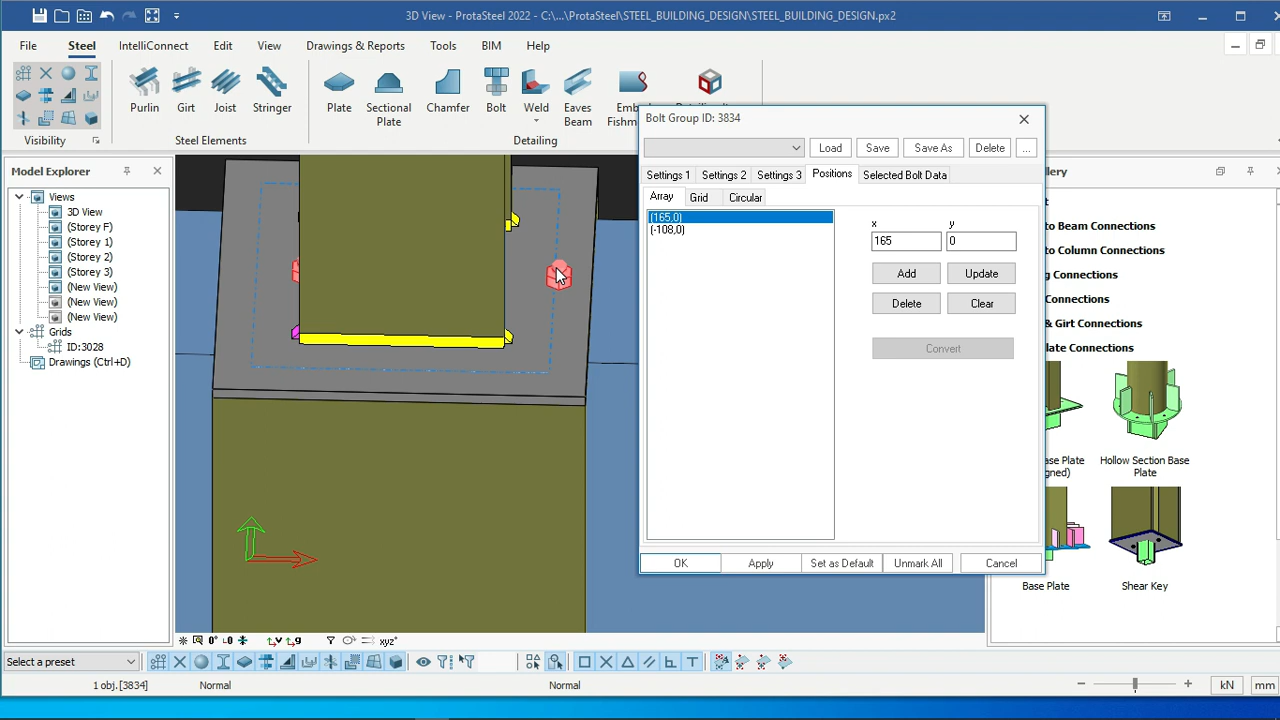 3D View - ProtaSteel 2022 - C:\...\ProtaSteel\STEEL_BUILDING_DESIGN\STEEL_BUILDING_DESIGN.px2
File Steel IntelliConnect Edit View Drawings & Reports Tools BIM Help
Purlin Girt Joist Stringer
Plate Sectional Plate Chamfer Bolt Weld Eaves Beam
Visibility Steel Elements Detailing
Model Explorer
Views
3D View
(Storey F)
(Storey 1)
(Storey 2)
(Storey 3)
(New View)
(New View)
(New View)
Grids
ID:3028
Drawings (Ctrl+D)
Bolt Group ID: 3834
Load Save Save As Delete ...
Settings 1 Settings 2 Settings 3 Positions Selected Bolt Data
Array Grid Circular
(165,0)
(-108,0)
x y
165 0
Add Update
Delete Clear
Convert
OK Apply Set as Default Unmark All Cancel
to Beam Connections
to Column Connections
Connections
Connections
& Girt Connections
late Connections
ase Plate
Hollow Section Base Plate
Base Plate
Shear Key
xyz
Select a preset
1 obj.[3834] Normal Normal kN mm